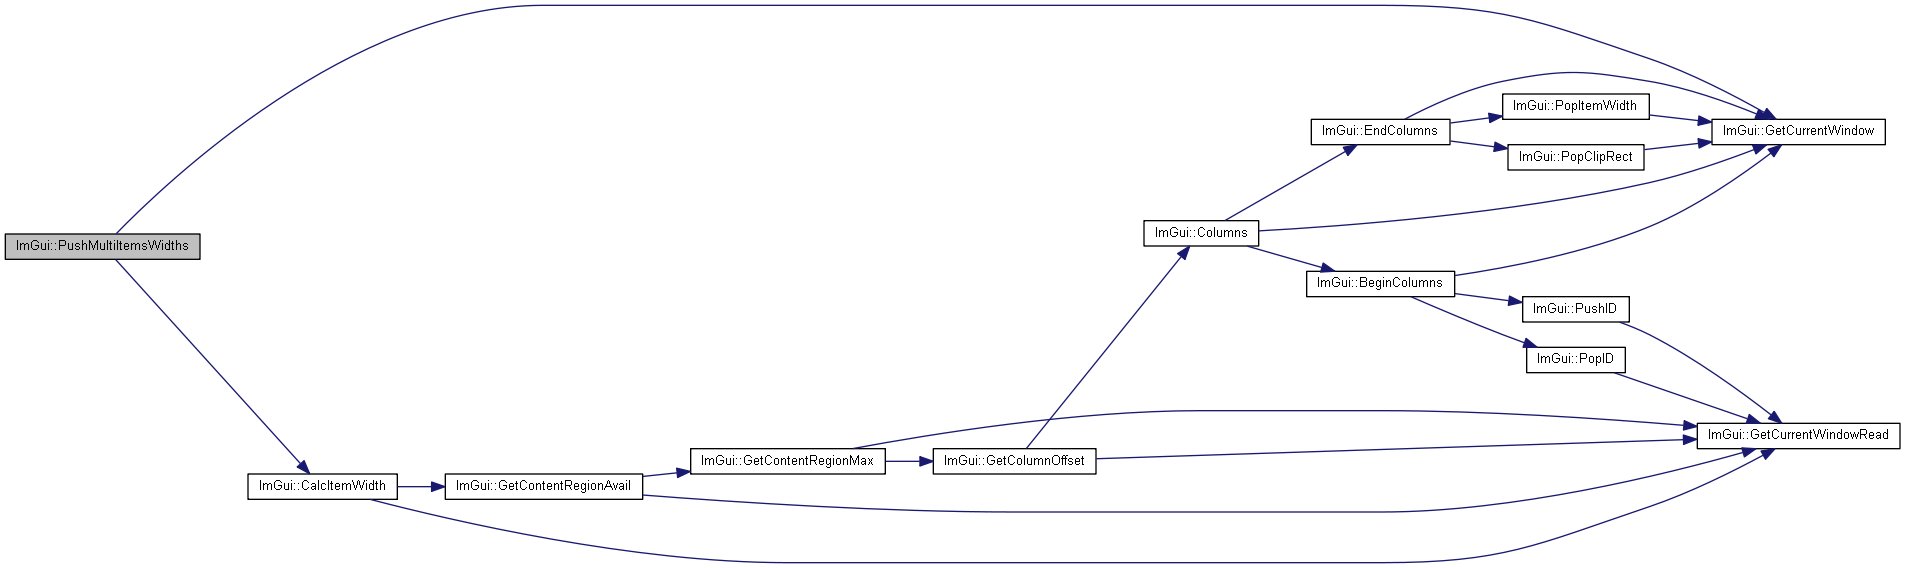 ImGui::PushMultiItemsWidths
ImGui::CalcItemWidth
ImGui::GetContentRegionAvail
ImGui::GetContentRegionMax
ImGui::GetColumnOffset
ImGui::Columns
ImGui::EndColumns
ImGui::BeginColumns
ImGui::PopItemWidth
ImGui::PopClipRect
ImGui::PushID
ImGui::PopID
ImGui::GetCurrentWindow
ImGui::GetCurrentWindowRead